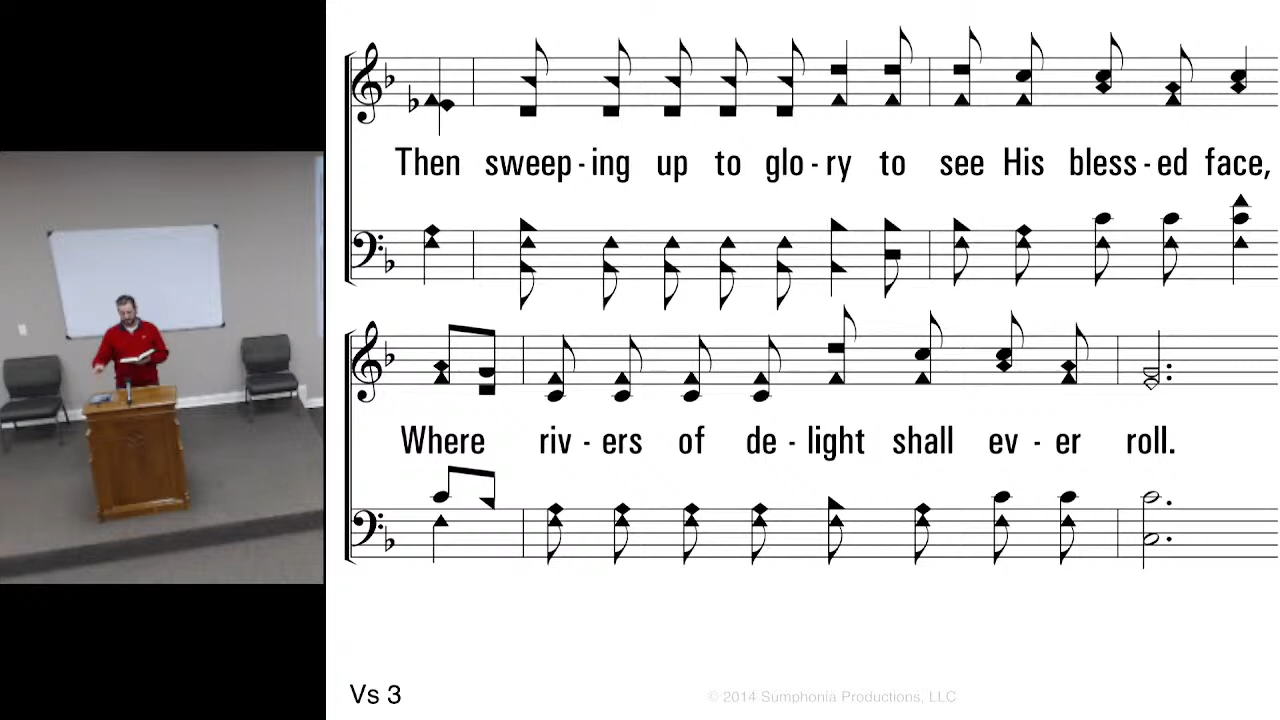 Then sweep - ing up to glo - ry to see His bless - ed face,
Where riv - ers of de - light shall ev - er roll.
Vs 3
© 2014 Sumphonia Productions, LLC